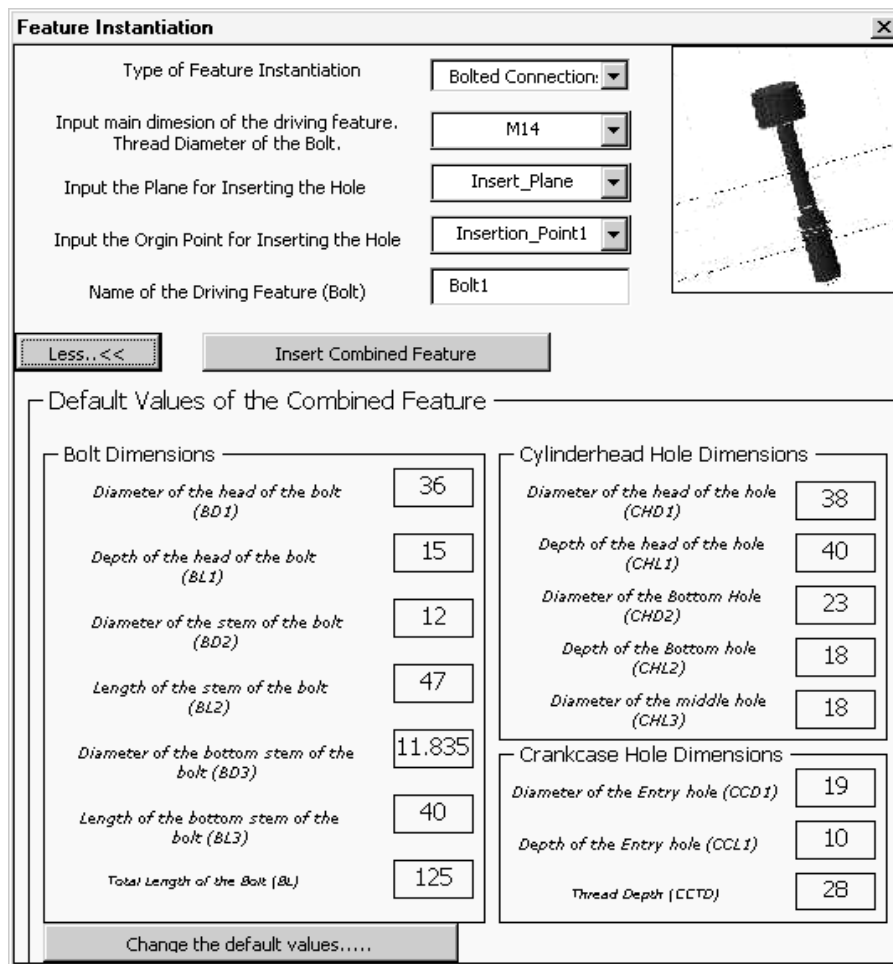 Feature Instantiation
Type of Feature Instantiation
Bolted Connection:
Input main dimesion of the driving feature.
Thread Diameter of the Bolt.
M14
Input the Plane for Inserting the Hole
Insert_Plane
Input the Orgin Point for Inserting the Hole
Insertion_Point1
Name of the Driving Feature (Bolt)
Bolt1
Less..<<
Insert Combined Feature
Default Values of the Combined Feature
Bolt Dimensions
Diameter of the head of the bolt
(BD1)
36
Depth of the head of the bolt
(BL1)
15
Diameter of the stem of the bolt
(BD2)
12
Length of the stem of the bolt
(BL2)
47
Diameter of the bottom stem of the
bolt (BD3)
11.835
Length of the bottom stem of the
bolt (BL3)
40
Total Length of the Bolt (BL)
125
Cylinderhead Hole Dimensions
Diameter of the head of the hole
(CHD1)
38
Depth of the head of the hole
(CHL1)
40
Diameter of the Bottom Hole
(CHD2)
23
Depth of the Bottom hole
(CHL2)
18
Diameter of the middle hole
(CHL3)
18
Crankcase Hole Dimensions
Diameter of the Entry hole (CCD1)
19
Depth of the Entry hole (CCL1)
10
Thread Depth (CCTD)
28
Change the default values.....